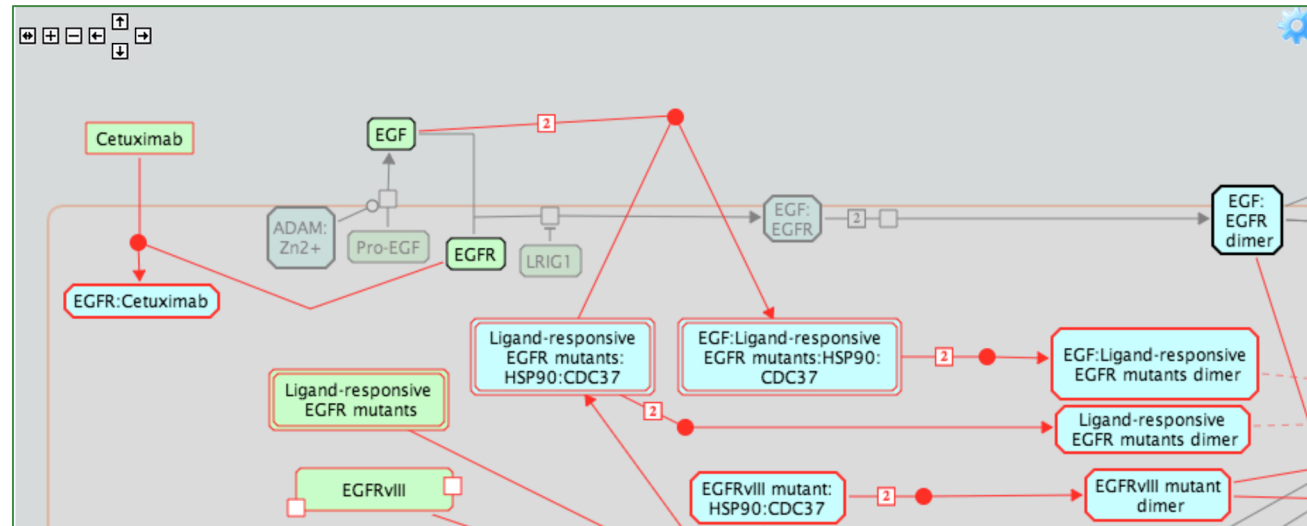 Cetuximab
EGF
2
ADAM:
Zn2+
Pro-EGF
EGFR
LRIG1
EGF:
EGFR
2
EGF:
EGFR
dimer
EGFR:Cetuximab
Ligand-responsive
EGFR mutants:
HSP90:CDC37
EGF:Ligand-responsive
EGFR mutants:HSP90:
CDC37
2
EGF:Ligand-responsive
EGFR mutants dimer
Ligand-responsive
EGFR mutants
2
Ligand-responsive
EGFR mutants dimer
EGFRvIII
EGFRvIII mutant:
HSP90:CDC37
2
EGFRvIII mutant
dimer